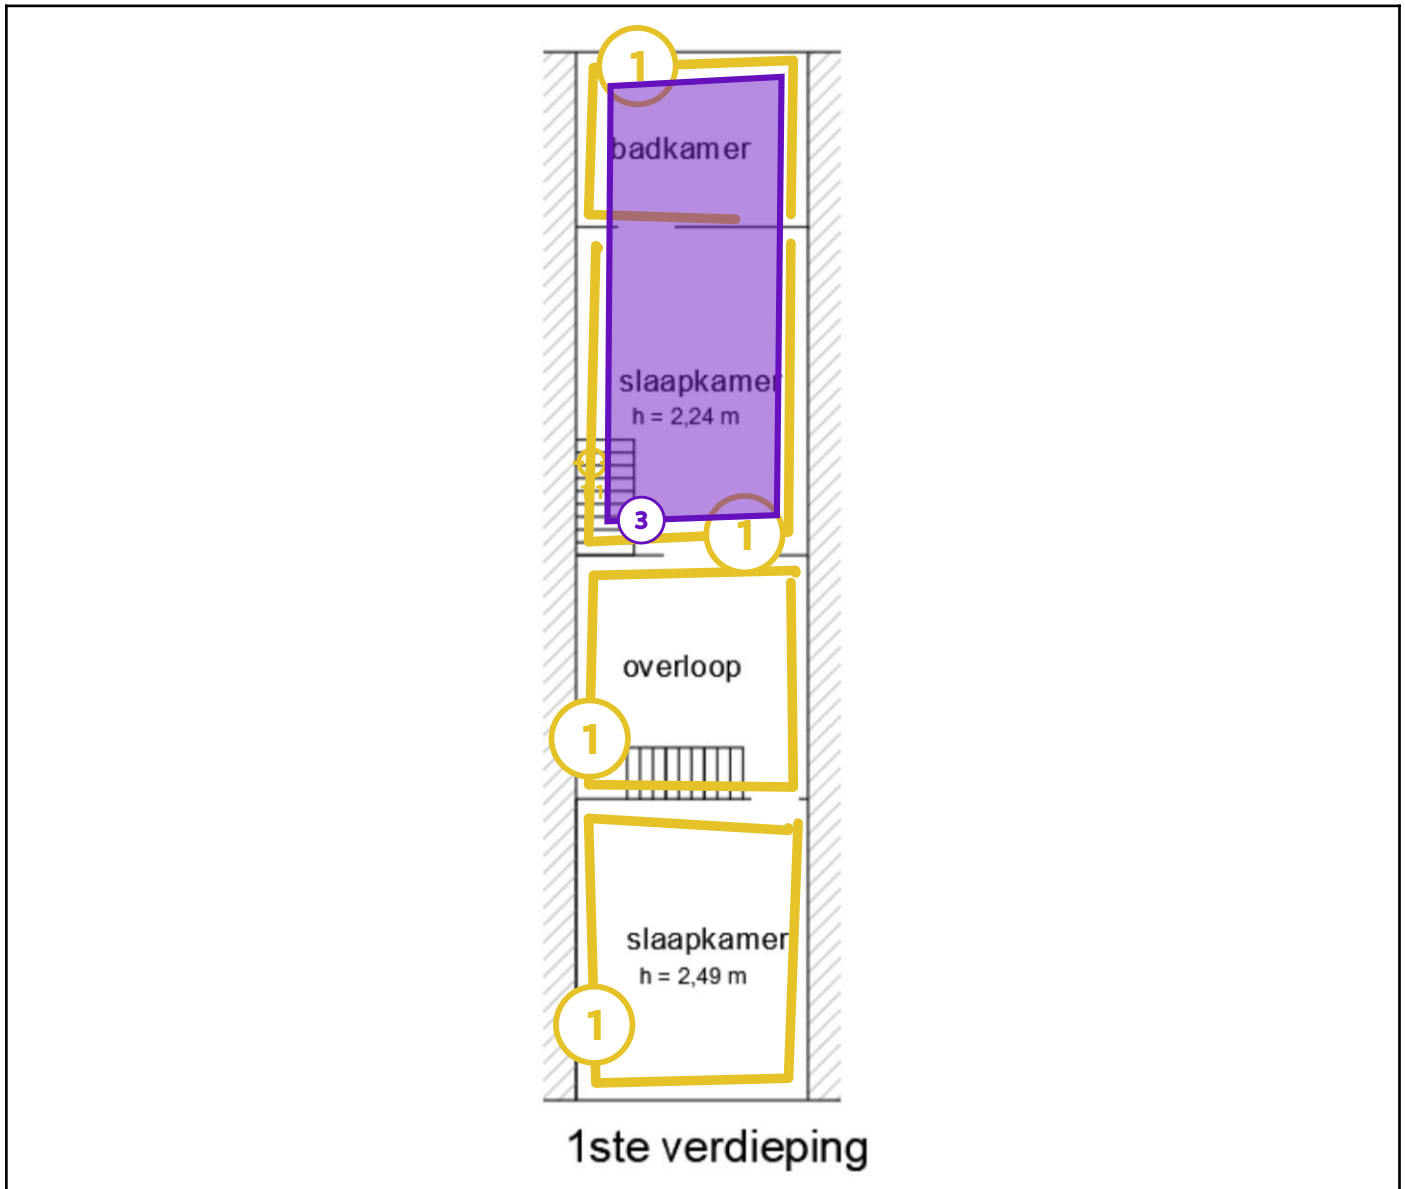 1
badkamer
slaapkamer
h = 2,24 m
3
1
overloop
1
slaapkamer
h = 2,49 m
1
1ste verdieping